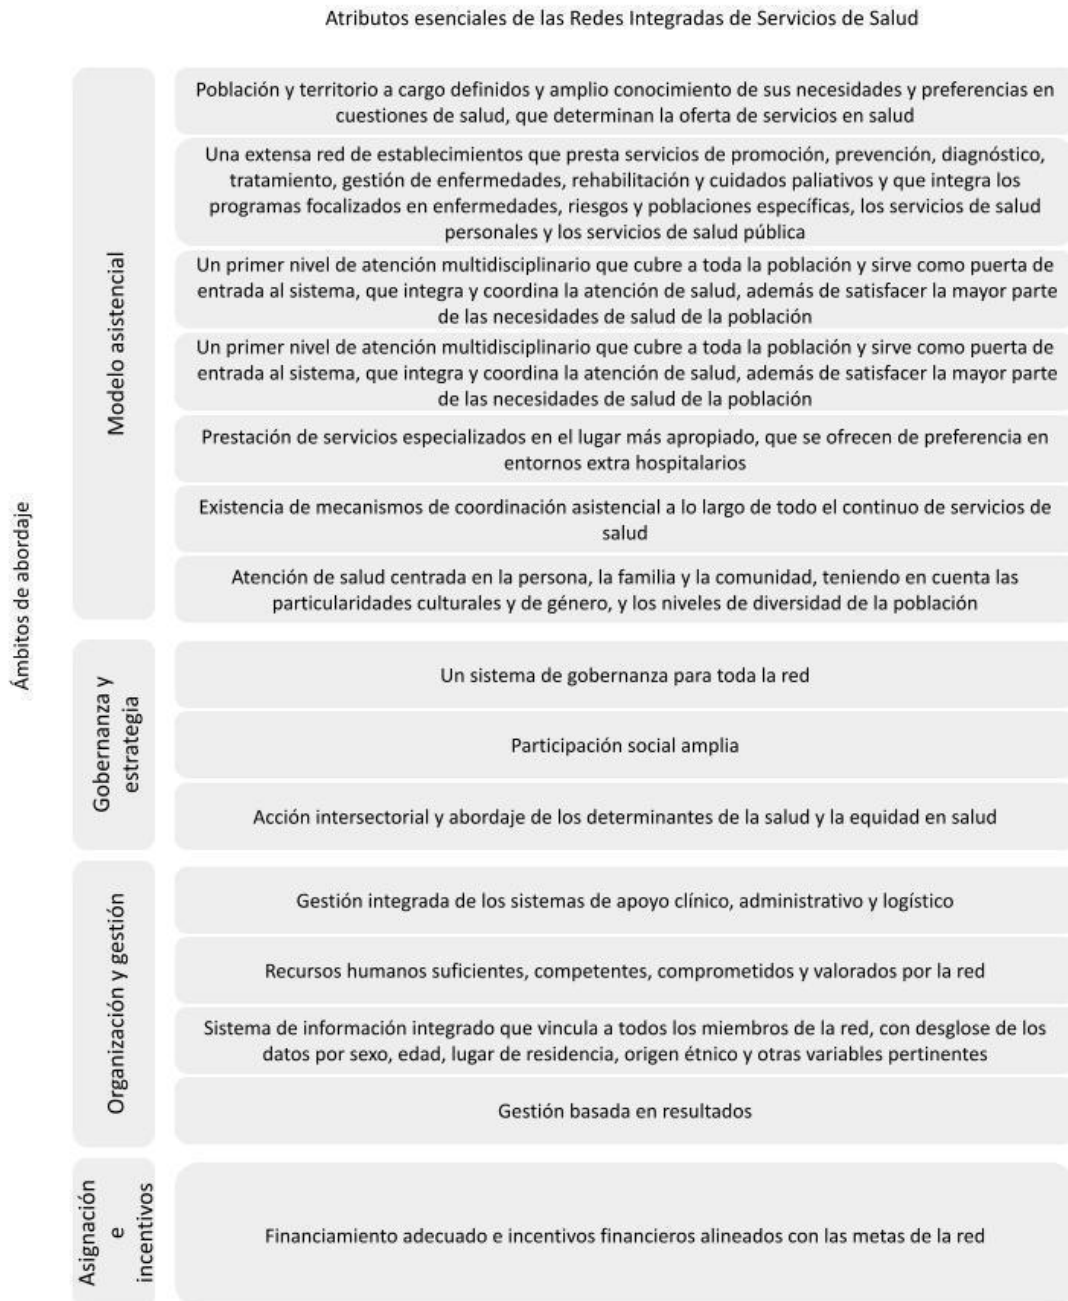 Atributos esenciales de las Redes Integradas de Servicios de Salud
Ámbitos de abordaje
Modelo asistencial
Población y territorio a cargo definidos y amplio conocimiento de sus necesidades y preferencias en
cuestiones de salud, que determinan la oferta de servicios en salud
Una extensa red de establecimientos que presta servicios de promoción, prevención, diagnóstico,
tratamiento, gestión de enfermedades, rehabilitación y cuidados paliativos y que integra los
programas focalizados en enfermedades, riesgos y poblaciones específicas, los servicios de salud
personales y los servicios de salud pública
Un primer nivel de atención multidisciplinario que cubre a toda la población y sirve como puerta de
entrada al sistema, que integra y coordina la atención de salud, además de satisfacer la mayor parte
de las necesidades de salud de la población
Un primer nivel de atención multidisciplinario que cubre a toda la población y sirve como puerta de
entrada al sistema, que integra y coordina la atención de salud, además de satisfacer la mayor parte
de las necesidades de salud de la población
Prestación de servicios especializados en el lugar más apropiado, que se ofrecen de preferencia en
entornos extra hospitalarios
Existencia de mecanismos de coordinación asistencial a lo largo de todo el continuo de servicios de
salud
Atención de salud centrada en la persona, la familia y la comunidad, teniendo en cuenta las
particularidades culturales y de género, y los niveles de diversidad de la población
Gobernanza y
estrategia
Un sistema de gobernanza para toda la red
Participación social amplia
Acción intersectorial y abordaje de los determinantes de la salud y la equidad en salud
Organización y gestión
Gestión integrada de los sistemas de apoyo clínico, administrativo y logístico
Recursos humanos suficientes, competentes, comprometidos y valorados por la red
Sistema de información integrado que vincula a todos los miembros de la red, con desglose de los
datos por sexo, edad, lugar de residencia, origen étnico y otras variables pertinentes
Gestión basada en resultados
Asignación
e
incentivos
Financiamiento adecuado e incentivos financieros alineados con las metas de la red